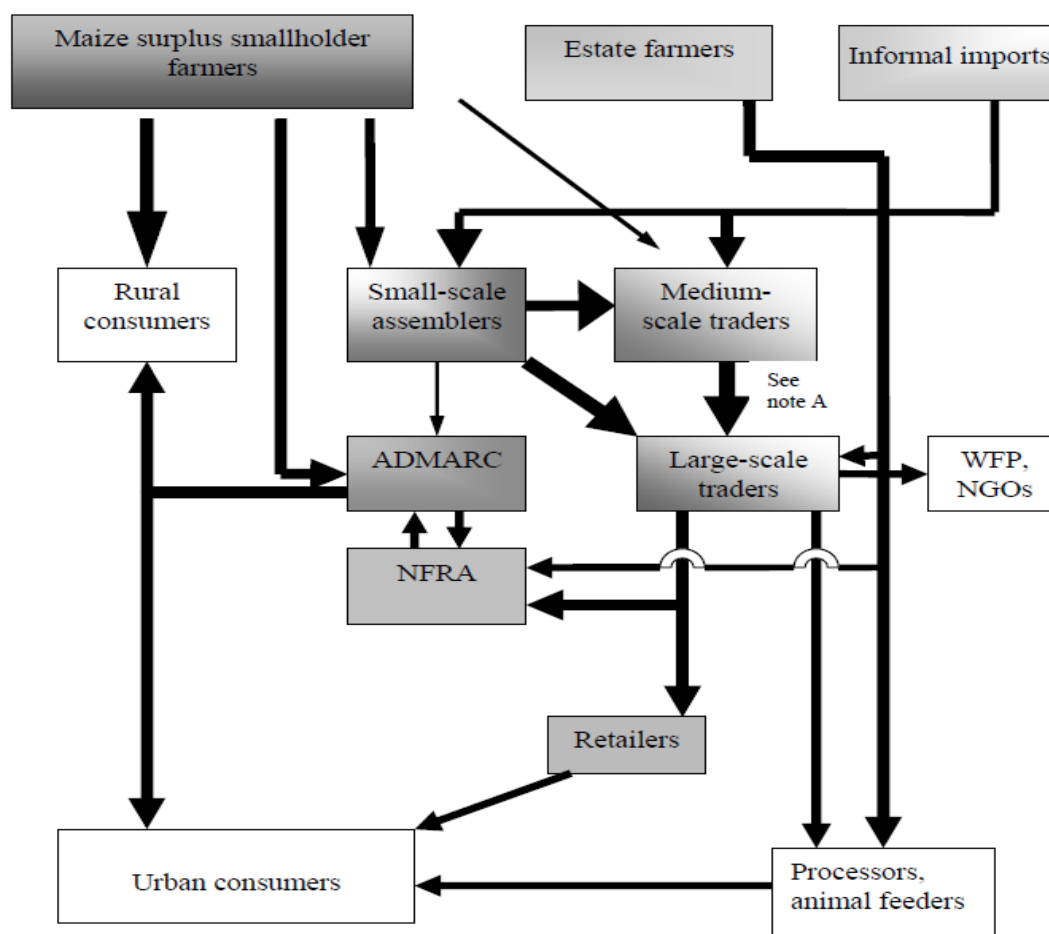 Maize surplus smallholder
farmers
Estate farmers
Informal imports
Rural
consumers
Small-scale
assemblers
Medium-
scale traders
See
note A
ADMARC
Large-scale
traders
WFP,
NGOs
NFRA
Retailers
Urban consumers
Processors,
animal feeders